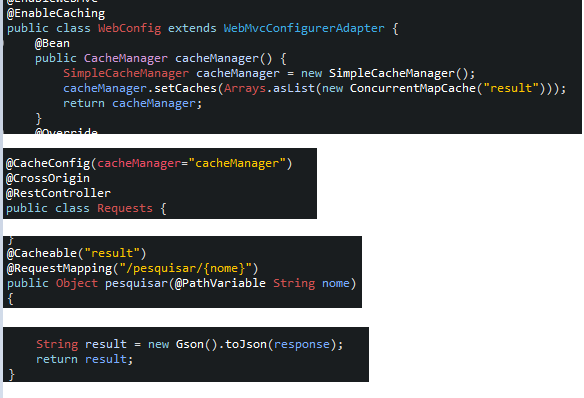 @EnableCaching
public class WebConfig extends WebMvcConfigurerAdapter {
@Bean
public CacheManager cacheManager() {
SimpleCacheManager cacheManager = new SimpleCacheManager();
cacheManager.setCaches(Arrays.asList(new ConcurrentMapCache("result")));
return cacheManager;
}
@Override
@CacheConfig(cacheManager="cacheManager")
@CrossOrigin
@RestController
public class Requests {
}
@Cacheable("result")
@RequestMapping("/pesquisar/{nome}")
public Object pesquisar(@PathVariable String nome)
{
String result = new Gson().toJson(response);
return result;
}